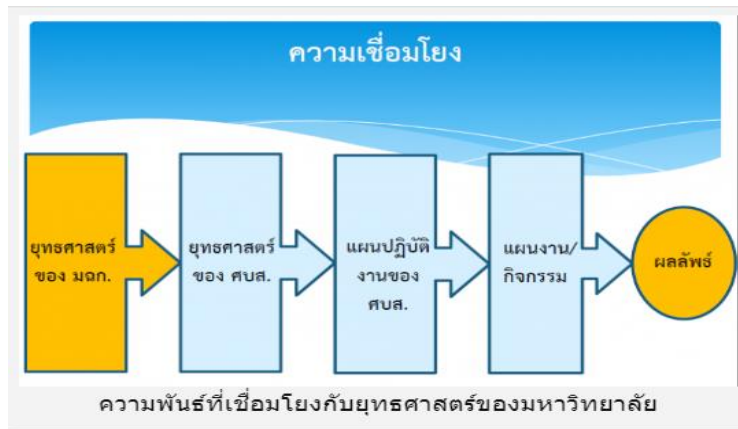 ความเชื่อมโยง
ยุทธศาสตร์
ของ มฉก.
ยุทธศาสตร์
ของ ศบส.
แผนปฏิบัติ
งานของ
ศบส.
แผนงาน/
กิจกรรม
ผลลัพธ์
ความพันธ์ที่เชื่อมโยงกับยุทธศาสตร์ของมหาวิทยาลัย